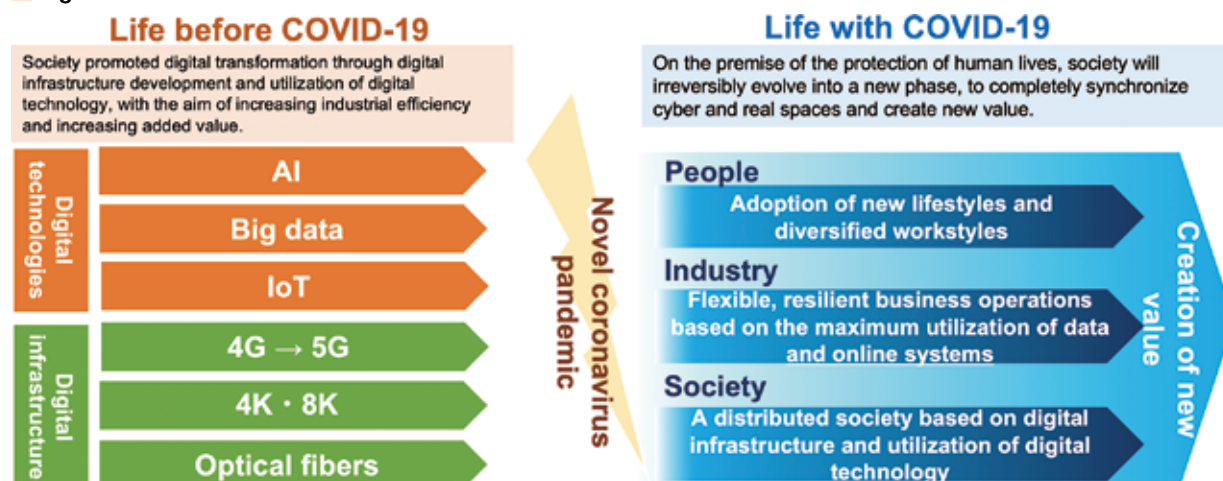 Life before COVID-19
Society promoted digital transformation through digital
infrastructure development and utilization of digital
technology, with the aim of increasing industrial efficiency
and increasing added value.
Digital
technologies
AI
Big data
IoT
Digital
infrastructure
4G → 5G
4K・8K
Optical fibers
Novel coronavirus
pandemic
Life with COVID-19
On the premise of the protection of human lives, society will
irreversibly evolve into a new phase, to completely synchronize
cyber and real spaces and create new value.
People
Adoption of new lifestyles and
diversified workstyles
Industry
Flexible, resilient business operations
based on the maximum utilization of data
and online systems
Society
A distributed society based on digital
infrastructure and utilization of digital
technology
Creation of new
value